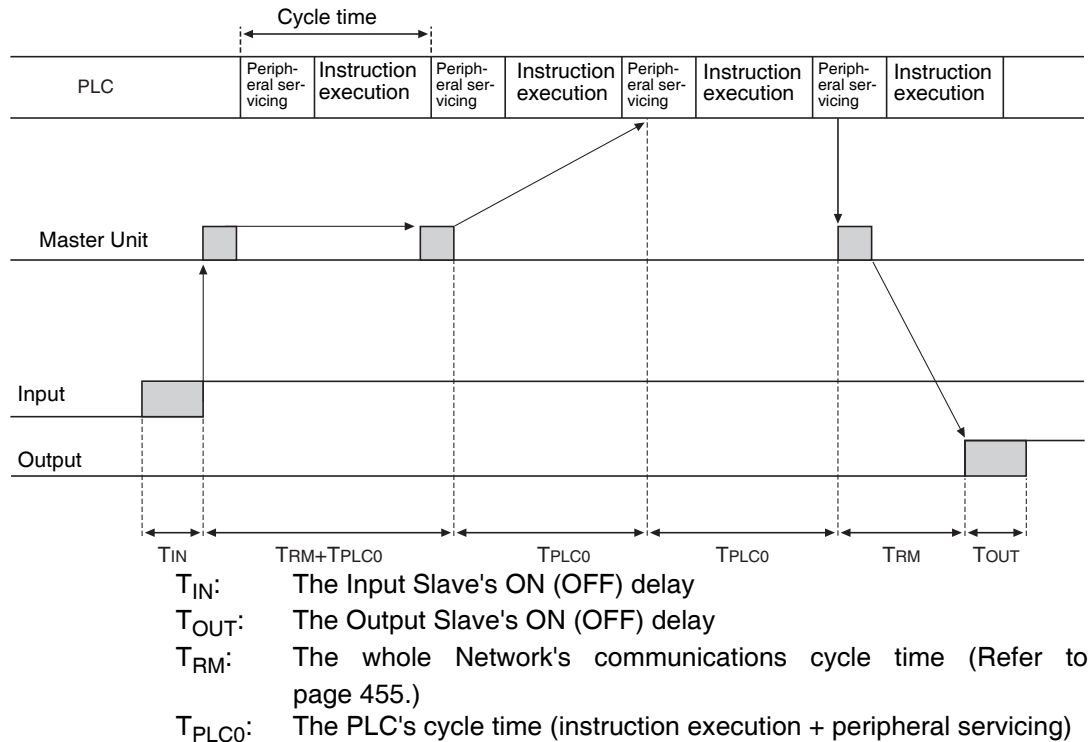 Cycle time
PLC
Periph-
eral ser-
vicing
Instruction
execution
Periph-
eral ser-
vicing
Instruction
execution
Periph-
eral ser-
vicing
Instruction
execution
Periph-
eral ser-
vicing
Instruction
execution
Master Unit
Input
Output
TIN TRM+TPLC0 TPLC0 TPLC0 TRM TOUT
TIN: The Input Slave's ON (OFF) delay
TOUT: The Output Slave's ON (OFF) delay
TRM: The whole Network's communications cycle time (Refer to
page 455.)
TPLC0: The PLC's cycle time (instruction execution + peripheral servicing)